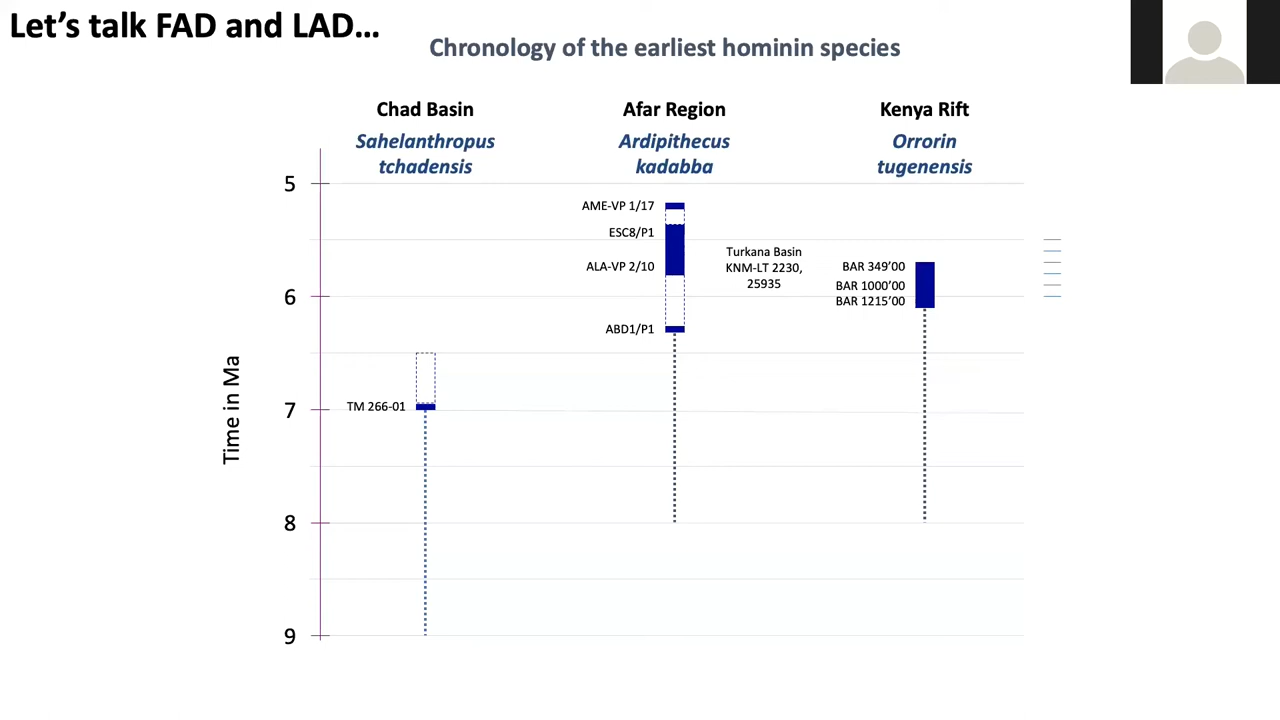 Let's talk FAD and LAD...
Chronology of the earliest hominin species
Chad Basin
Sahelanthropus
tchadensis
Afar Region
Ardipithecus
kadabba
Kenya Rift
Orrorin
tugenensis
Time in Ma
5
6
7
8
9
TM 266-01
AME-VP 1/17
ESC8/P1
ALA-VP 2/10
ABD1/P1
Turkana Basin
KNM-LT 2230,
25935
BAR 349'00
BAR 1000'00
BAR 1215'00